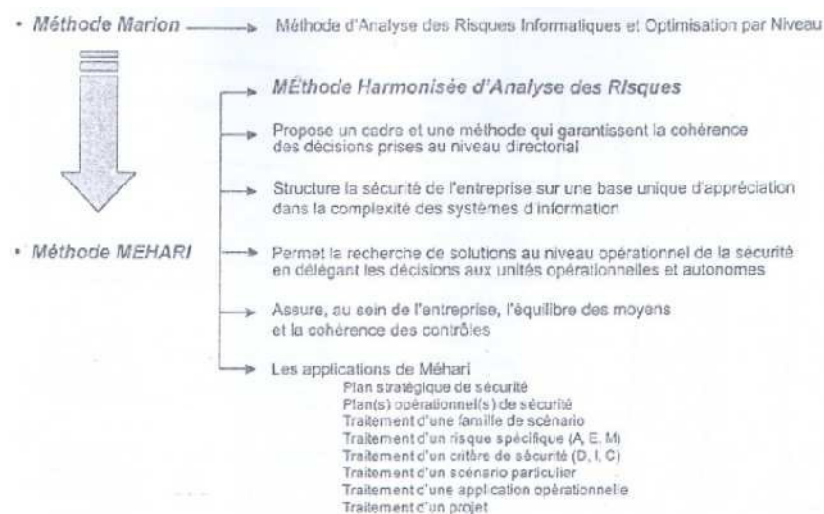 • Méthode Marion
Méthode d'Analyse des Risques Informatiques et Optimisation par Niveau
MÉthode Harmonisée d'Analyse des RIsques
Propose un cadre et une méthode qui garantissent la cohérence
des décisions prises au niveau directorial
Structure la sécurité de l'entreprise sur une base unique d'appréciation
dans la complexité des systèmes d'information
• Méthode MEHARI
Permet la recherche de solutions au niveau opérationnel de la sécurité
en délégant les décisions aux unités opérationnelles et autonomes
Assure, au sein de l'entreprise, l'équilibre des moyens
et la cohérence des contrôles
Les applications de Méhari
Plan stratégique de sécurité
Plan(s) opérationnel(s) de sécurité
Traitement d'une famille de scénario
Traitement d'un risque spécifique (A, E, M)
Traitement d'un critère de sécurité (D, I, C)
Traitement d'un scénario particulier
Traitement d'une application opérationnelle
Traitement d'un projet